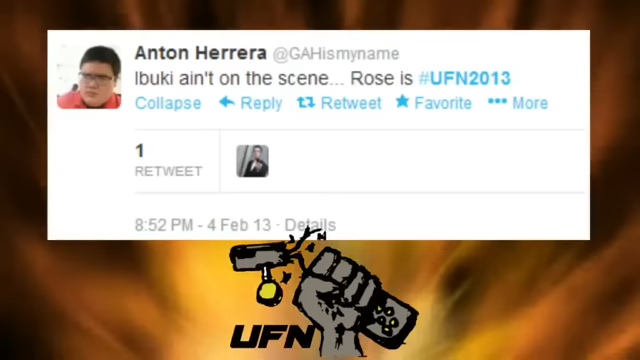 Anton Herrera @GAHismyname
Ibuki ain't on the scene... Rose is #UFN2013
Collapse Reply Retweet Favorite More
1
RETWEET
8:52 PM - 4 Feb 13 · Details
UFN